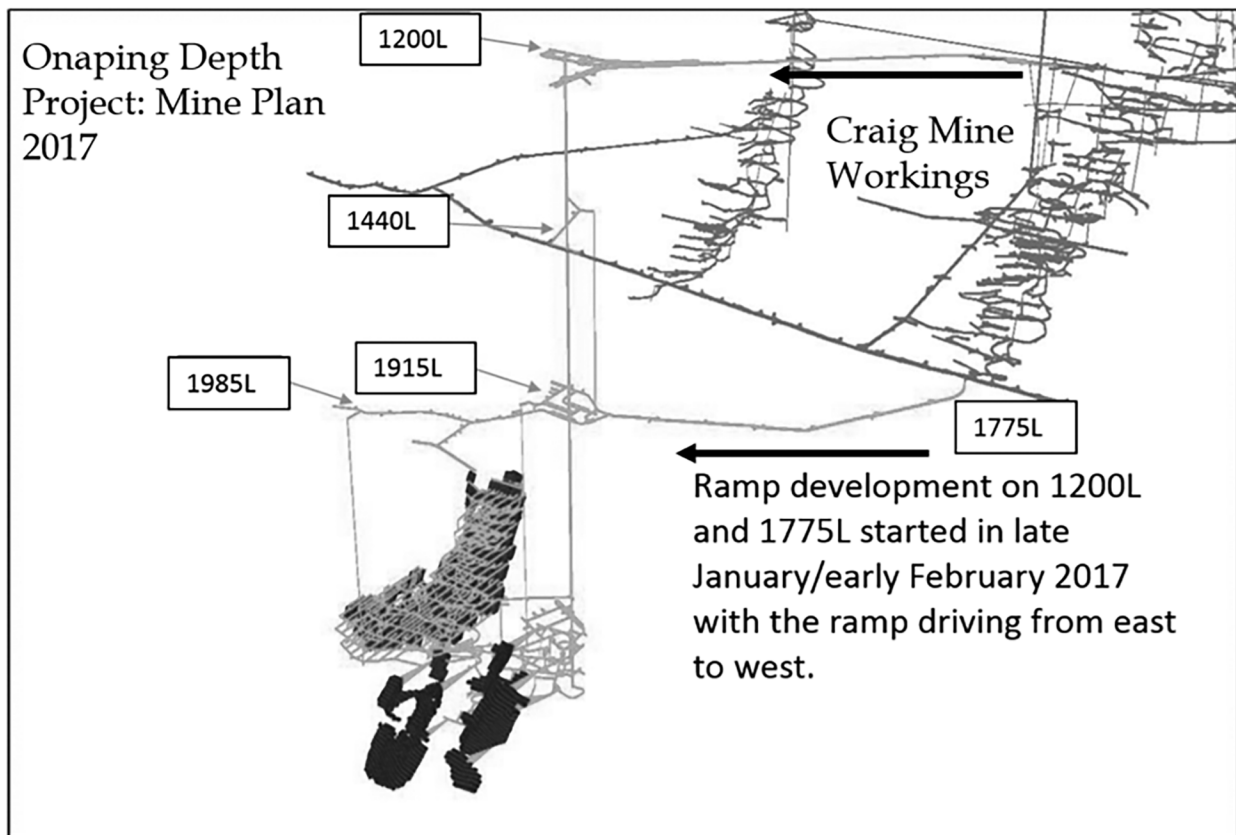 Onaping Depth
Project: Mine Plan
2017
1200L
Craig Mine
Workings
1440L
1985L
1915L
1775L
Ramp development on 1200L
and 1775L started in late
January/early February 2017
with the ramp driving from east
to west.